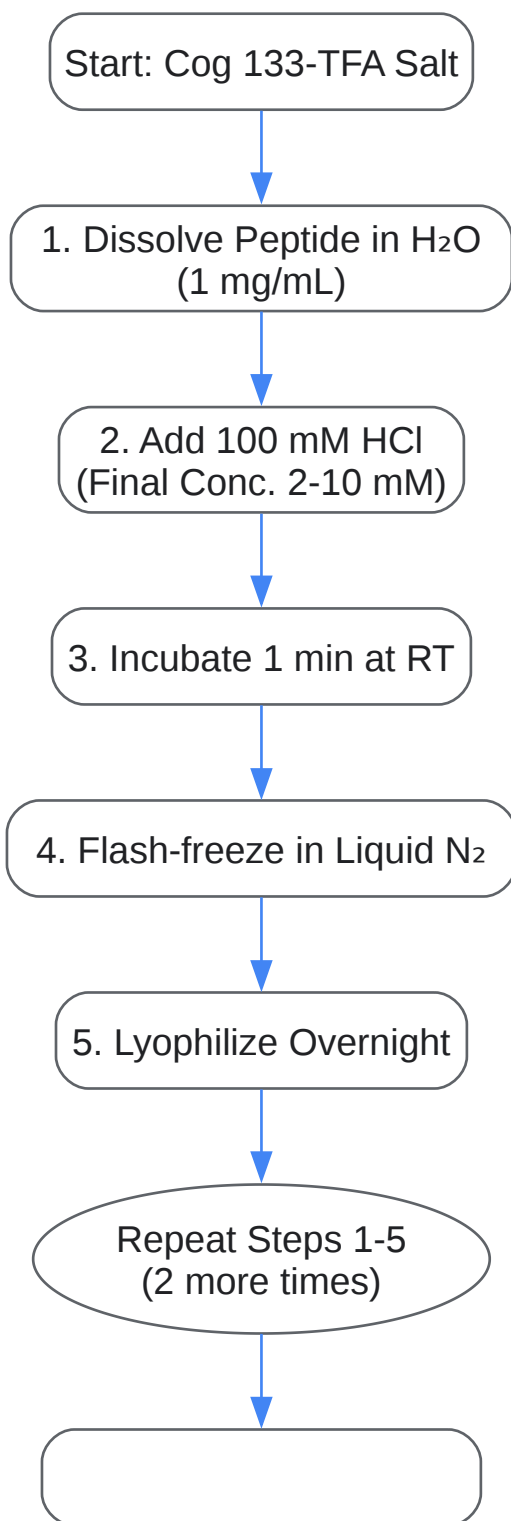 Start: Cog 133-TFA Salt
1. Dissolve Peptide in H₂O
(1 mg/mL)
2. Add 100 mM HCl
(Final Conc. 2-10 mM)
3. Incubate 1 min at RT
4. Flash-freeze in Liquid N₂
5. Lyophilize Overnight
Repeat Steps 1-5
(2 more times)